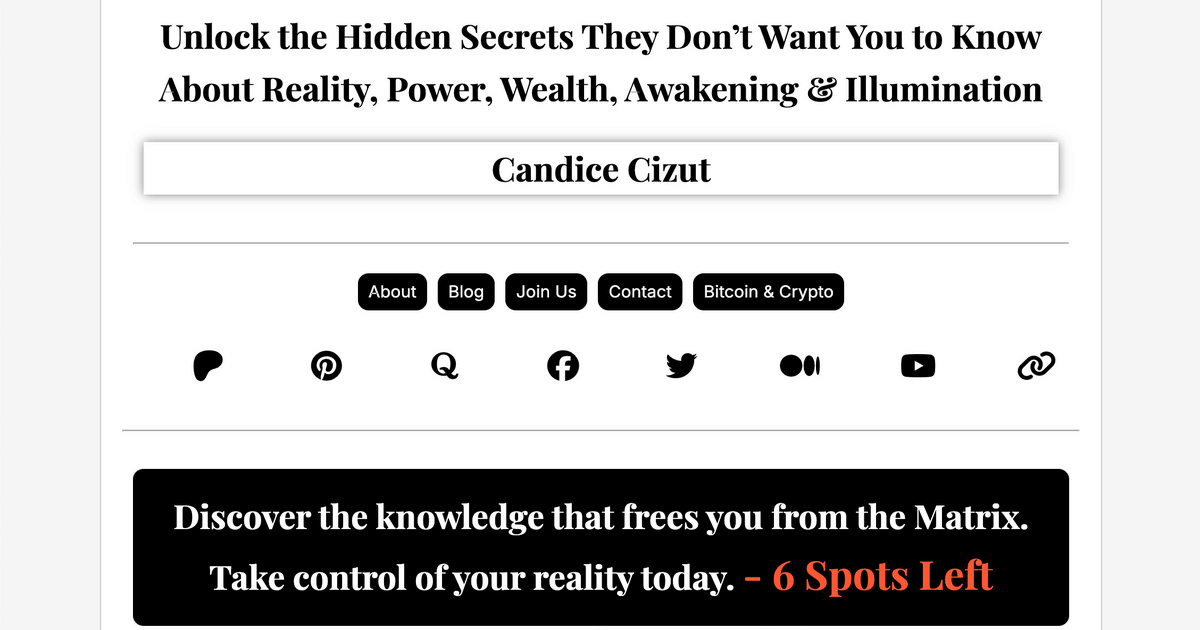 Unlock the Hidden Secrets They Don’t Want You to Know
About Reality, Power, Wealth, Awakening & Illumination
Candice Cizut
About Blog Join Us Contact Bitcoin & Crypto
Discover the knowledge that frees you from the Matrix.
Take control of your reality today. - 6 Spots Left